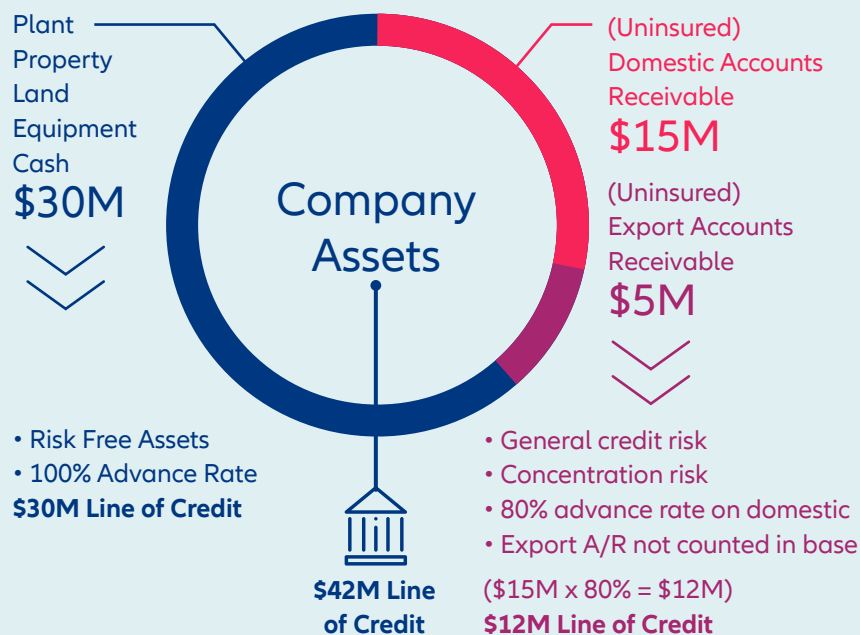 Plant
Property
Land
Equipment
Cash
$30M
(Uninsured)
Domestic Accounts
Receivable
$15M
(Uninsured)
Export Accounts
Receivable
$5M
Company
Assets
• Risk Free Assets
• 100% Advance Rate
$30M Line of Credit
$42M Line
of Credit
• General credit risk
• Concentration risk
• 80% advance rate on domestic
• Export A/R not counted in base
($15M x 80% = $12M)
$12M Line of Credit